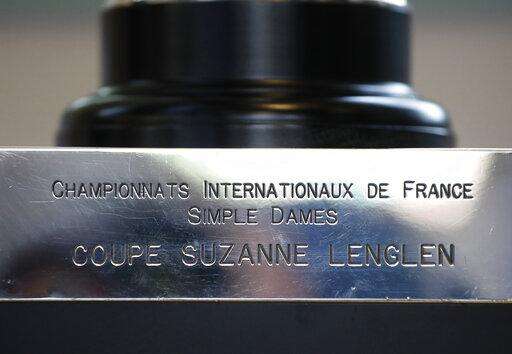 CHAMPIONNATS INTERNATIONAUX DE FRANCE
SIMPLE DAMES
COUPE SUZANNE LENGLEN